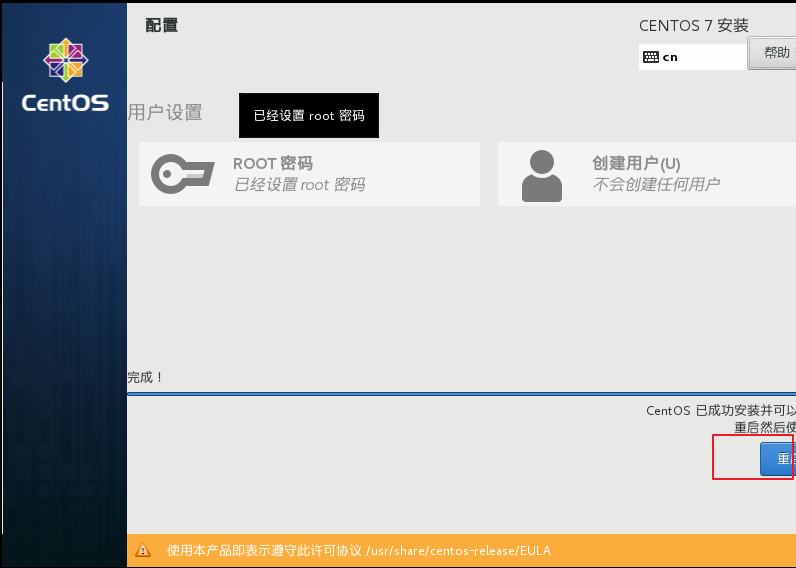 配置
CENTOS 7 安装
cn
帮助
CentOS
用户设置
已经设置 root 密码
ROOT 密码
已经设置 root 密码
创建用户(U)
不会创建任何用户
完成！
CentOS 已成功安装并可以
重启然后使
重
使用本产品即表示遵守此许可协议 /usr/share/centos-release/EULA